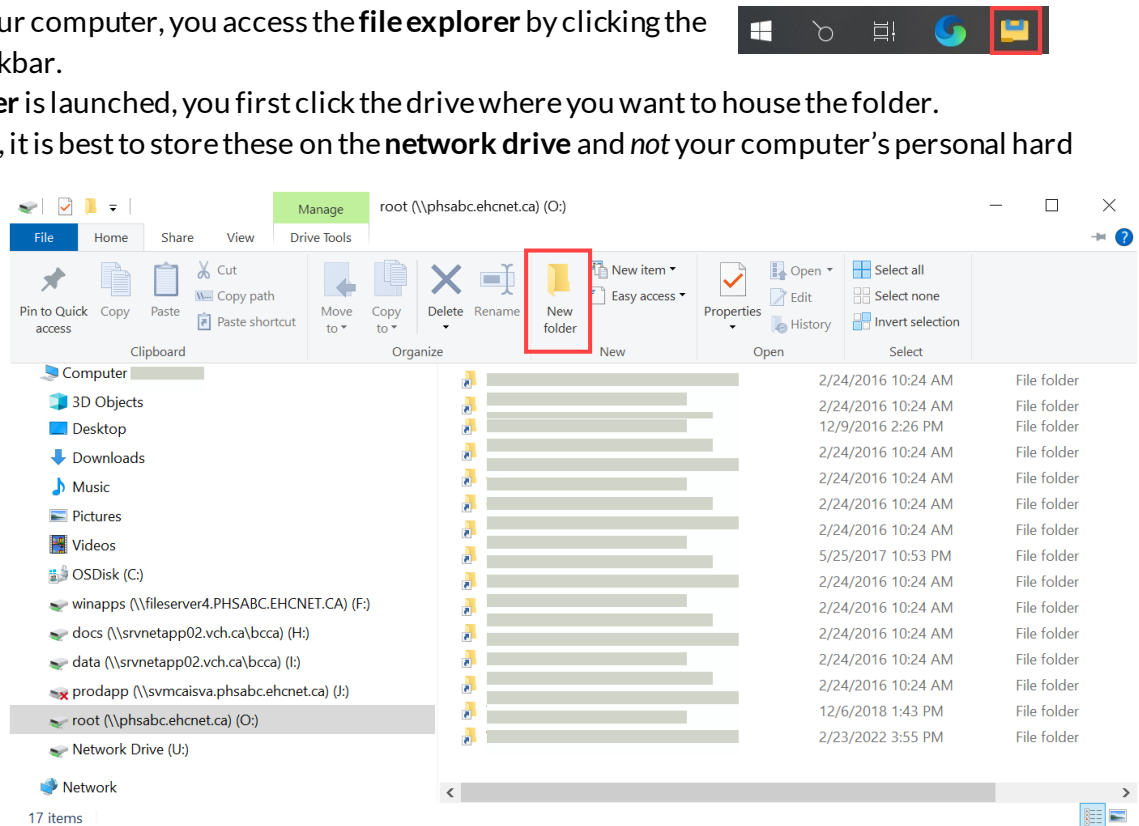 ur computer, you access the file explorer by clicking the
kbar.
er is launched, you first click the drive where you want to house the folder.
, it is best to store these on the network drive and not your computer's personal hard
Manage root (\\phsabc.ehcnet.ca) (O:)
File Home Share View Drive Tools
Pin to Quick access
Copy
Paste
Cut
Copy path
Paste shortcut
Move to
Copy to
Delete
Rename
New folder
New item
Easy access
Properties
Open
Edit
History
Select all
Select none
Invert selection
Clipboard Organize New Open Select
Computer
3D Objects
Desktop
Downloads
Music
Pictures
Videos
OSDisk (C:)
winapps (\\fileserver4.PHSABC.EHCNET.CA) (F:)
docs (\\srvnetapp02.vch.ca\bcca) (H:)
data (\\srvnetapp02.vch.ca\bcca) (I:)
prodapp (\\svmcaisva.phsabc.ehcnet.ca) (J:)
root (\\phsabc.ehcnet.ca) (O:)
Network Drive (U:)
Network
2/24/2016 10:24 AM File folder
2/24/2016 10:24 AM File folder
12/9/2016 2:26 PM File folder
2/24/2016 10:24 AM File folder
2/24/2016 10:24 AM File folder
2/24/2016 10:24 AM File folder
2/24/2016 10:24 AM File folder
5/25/2017 10:53 PM File folder
2/24/2016 10:24 AM File folder
2/24/2016 10:24 AM File folder
2/24/2016 10:24 AM File folder
2/24/2016 10:24 AM File folder
2/24/2016 10:24 AM File folder
12/6/2018 1:43 PM File folder
2/23/2022 3:55 PM File folder
17 items